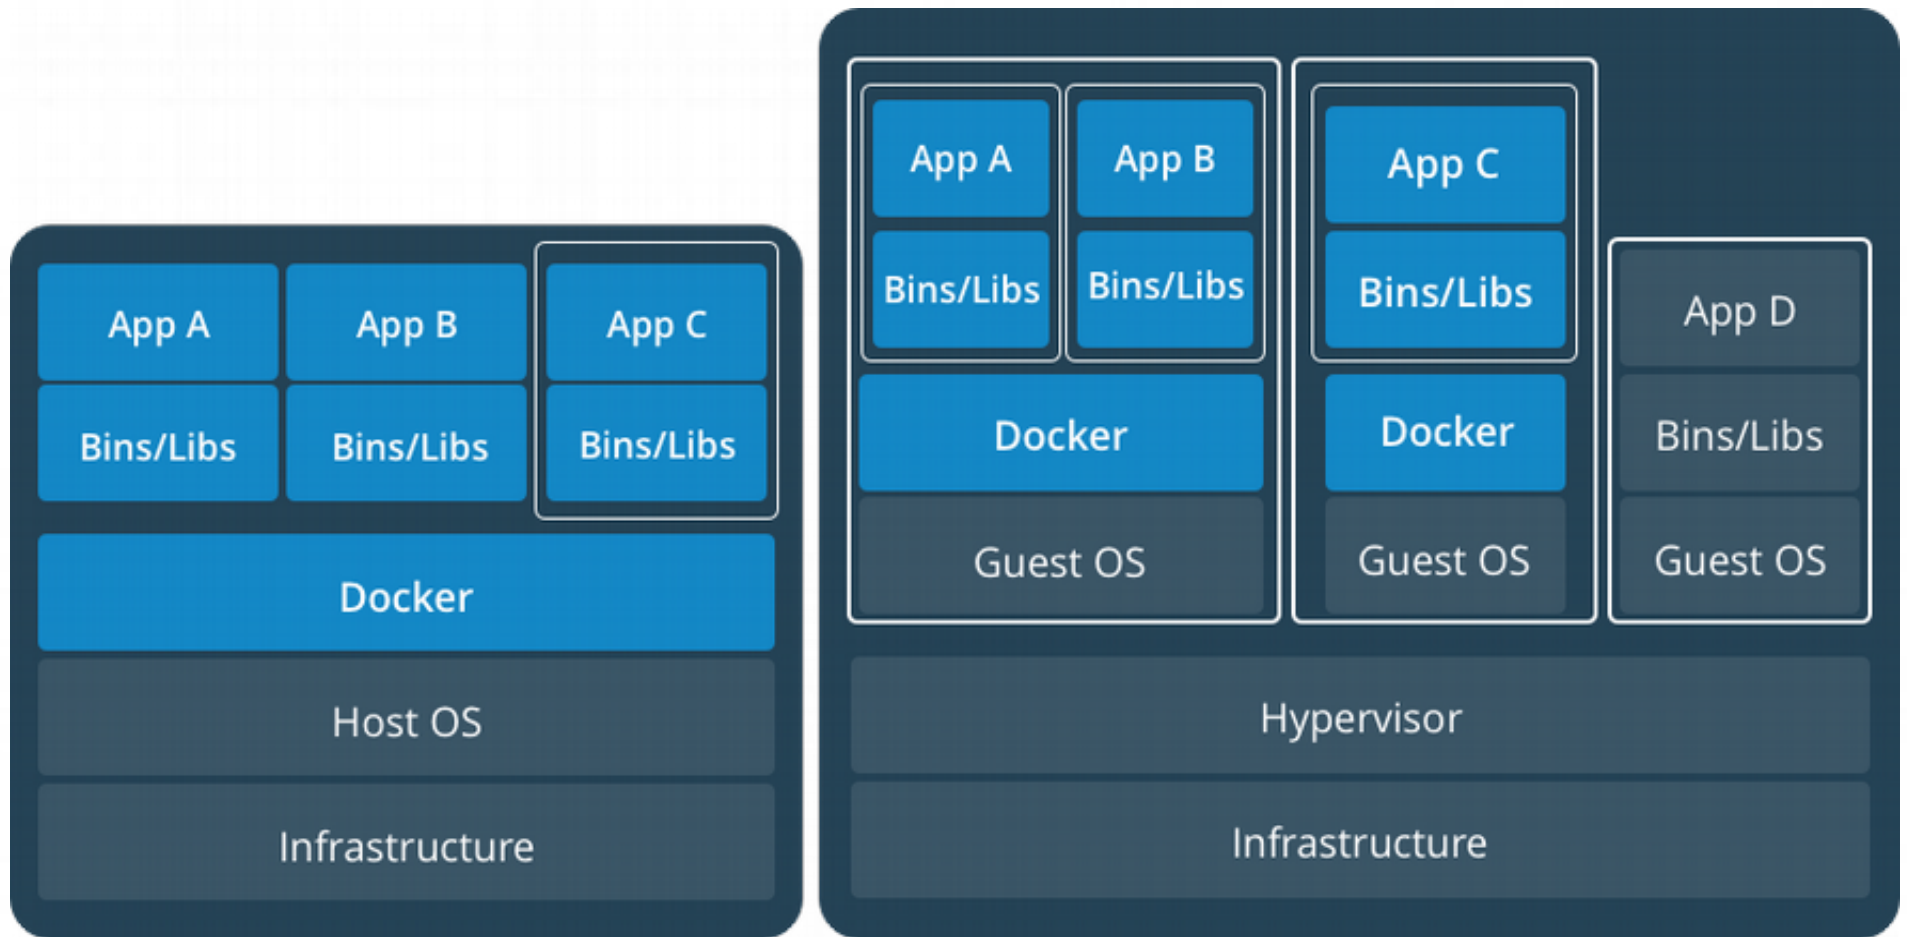 App A
App B
App C
Bins/Libs
Bins/Libs
Bins/Libs
Docker
Host OS
Infrastructure
App A
App B
Bins/Libs
Bins/Libs
Docker
Guest OS
App C
Bins/Libs
Docker
Guest OS
App D
Bins/Libs
Guest OS
Hypervisor
Infrastructure